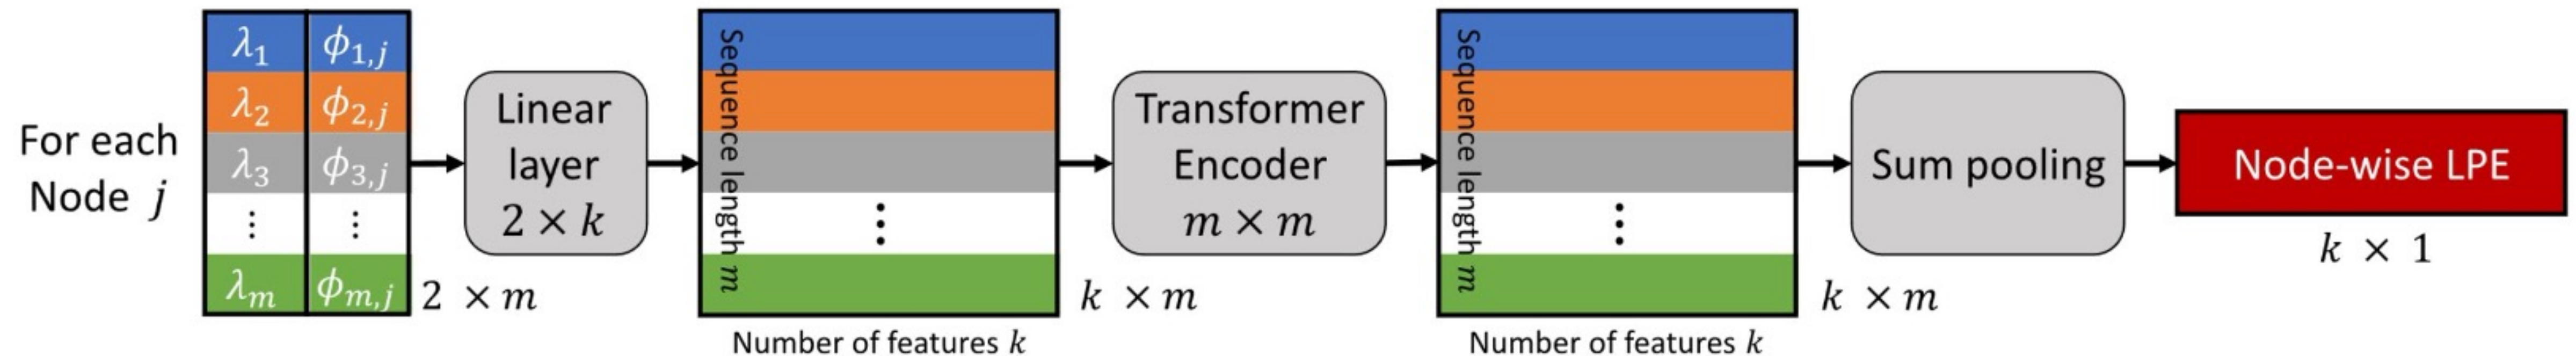 For each
Node j
λ₁ ϕ₁,ⱼ
λ₂ ϕ₂,ⱼ
λ₃ ϕ₃,ⱼ
⋮ ⋮
λₘ ϕₘ,ⱼ
2 × m
Linear
layer
2 × k
Sequence length m
⋮
Number of features k
k × m
Transformer
Encoder
m × m
Sequence length m
⋮
Number of features k
k × m
Sum pooling
Node-wise LPE
k × 1